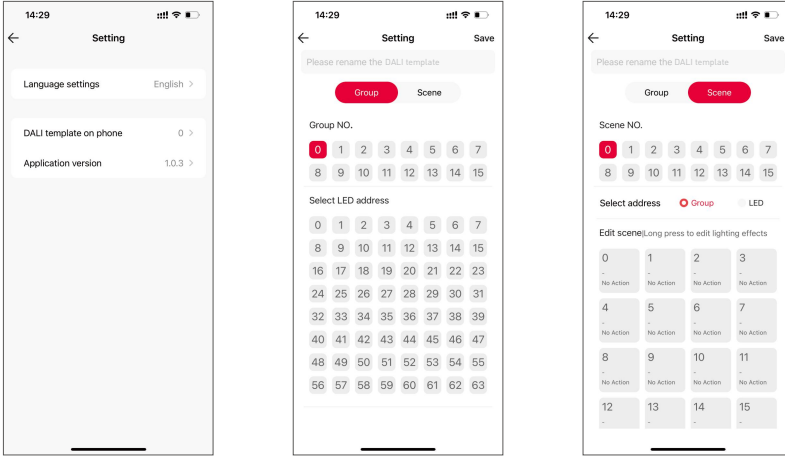 14:29
Setting
Language settings English >
DALI template on phone 0 >
Application version 1.0.3 >
14:29
Setting Save
Please rename the DALI template
Group Scene
Group NO.
0 1 2 3 4 5 6 7
8 9 10 11 12 13 14 15
Select LED address
0 1 2 3 4 5 6 7
8 9 10 11 12 13 14 15
16 17 18 19 20 21 22 23
24 25 26 27 28 29 30 31
32 33 34 35 36 37 38 39
40 41 42 43 44 45 46 47
48 49 50 51 52 53 54 55
56 57 58 59 60 61 62 63
14:29
Setting Save
Please rename the DALI template
Group Scene
Scene NO.
0 1 2 3 4 5 6 7
8 9 10 11 12 13 14 15
Select address Group LED
Edit scene|Long press to edit lighting effects
0 1 2 3
- - - -
No Action No Action No Action No Action
4 5 6 7
- - - -
No Action No Action No Action No Action
8 9 10 11
- - - -
No Action No Action No Action No Action
12 13 14 15
- - - -